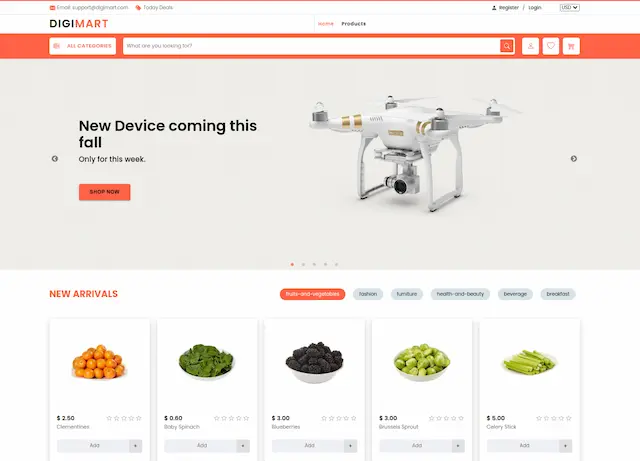 Email: support@digimart.com Today Deals
Register / Login USD
DIGIMART
Home Products
ALL CATEGORIES
What are you looking for?
New Device coming this
fall
Only for this week.
SHOP NOW
NEW ARRIVALS
fruits-and-vegetables fashion furniture health-and-beauty beverage breakfast
$ 2.50 $ 0.60 $ 3.00 $ 3.00 $ 5.00
Clementines Baby Spinach Blueberries Brussels Sprout Celery Stick
Add + Add + Add + Add + Add +